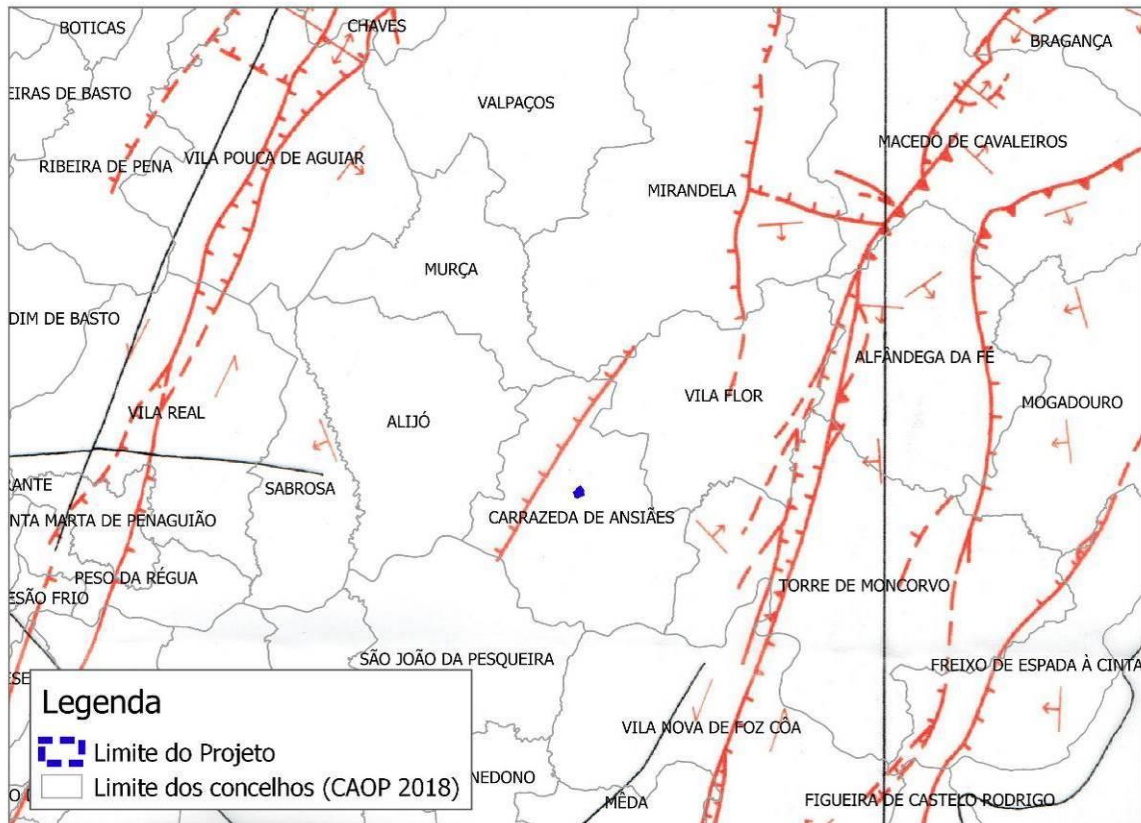 BOTICAS
CHAVES
BRAGANÇA
EIRAS DE BASTO
VALPAÇOS
MACEDO DE CAVALEIROS
RIBEIRA DE PENA
VILA POUCA DE AGUIAR
MIRANDELA
MURÇA
DIM DE BASTO
ALFÂNDEGA DA FÉ
VILA FLOR
MOGADOURO
VILA REAL
ALIJÓ
RANTE
SABROSA
NTA MARTA DE PENAGUIÃO
CARRAZEDA DE ANSIÃES
PESO DA RÉGUA
TORRE DE MONCORVO
ESÃO FRIO
SÃO JOÃO DA PESQUEIRA
FREIXO DE ESPADA À CINTA
ESE
VILA NOVA DE FOZ CÔA
NEDONO
MÊDA
FIGUEIRA DE CASTELO RODRIGO
Legenda
Limite do Projeto
Limite dos concelhos (CAOP 2018)